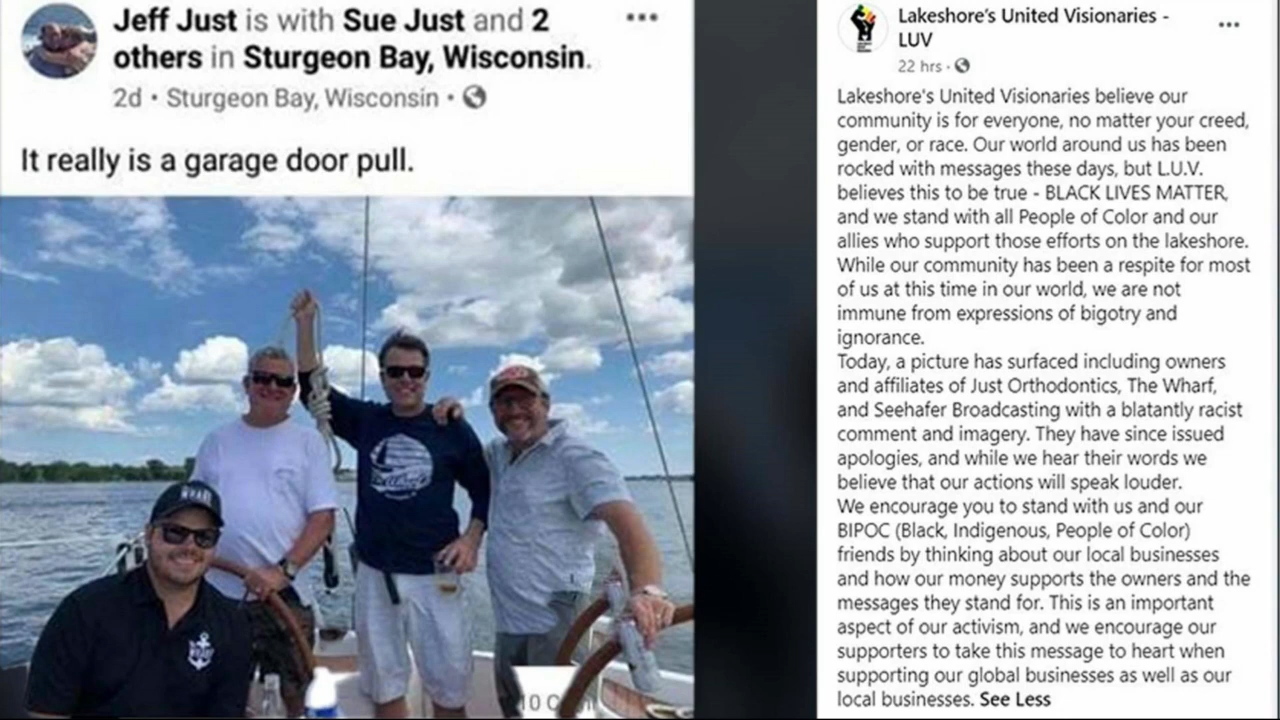 Jeff Just is with Sue Just and 2
others in Sturgeon Bay, Wisconsin.
2d • Sturgeon Bay, Wisconsin •
It really is a garage door pull.
Lakeshore's United Visionaries -
LUV
22 hrs ·
Lakeshore's United Visionaries believe our
community is for everyone, no matter your creed,
gender, or race. Our world around us has been
rocked with messages these days, but L.U.V.
believes this to be true - BLACK LIVES MATTER,
and we stand with all People of Color and our
allies who support those efforts on the lakeshore.
While our community has been a respite for most
of us at this time in our world, we are not
immune from expressions of bigotry and
ignorance.
Today, a picture has surfaced including owners
and affiliates of Just Orthodontics, The Wharf,
and Seehafer Broadcasting with a blatantly racist
comment and imagery. They have since issued
apologies, and while we hear their words we
believe that our actions will speak louder.
We encourage you to stand with us and our
BIPOC (Black, Indigenous, People of Color)
friends by thinking about our local businesses
and how our money supports the owners and the
messages they stand for. This is an important
aspect of our activism, and we encourage our
supporters to take this message to heart when
supporting our global businesses as well as our
local businesses. See Less